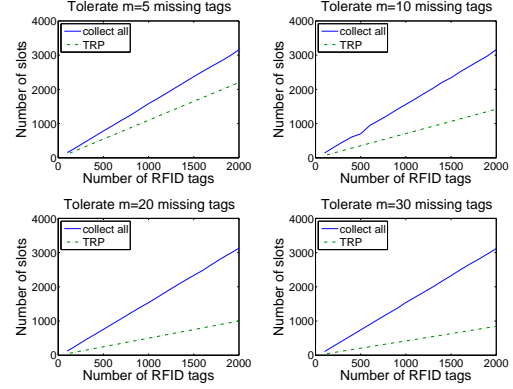 Tolerate m=5 missing tags
4000
3000
2000
1000
0
0 500 1000 1500 2000
Number of slots
Number of RFID tags
collect all
TRP
Tolerate m=10 missing tags
4000
3000
2000
1000
0
0 500 1000 1500 2000
Number of slots
Number of RFID tags
collect all
TRP
Tolerate m=20 missing tags
4000
3000
2000
1000
0
0 500 1000 1500 2000
Number of slots
Number of RFID tags
collect all
TRP
Tolerate m=30 missing tags
4000
3000
2000
1000
0
0 500 1000 1500 2000
Number of slots
Number of RFID tags
collect all
TRP